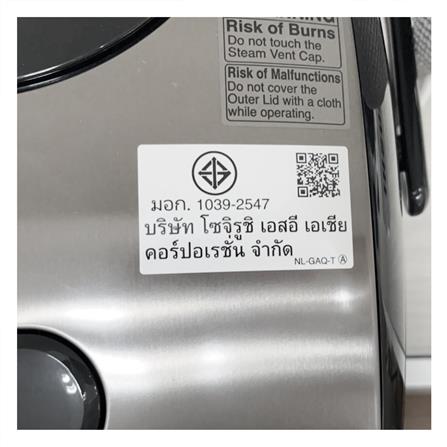 WARNING
Risk of Burns
Do not touch the
Steam Vent Cap.
Risk of Malfunctions
Do not cover the
Outer Lid with a cloth
while operating.
มอก. 1039-2547
บริษัท โซจิรูชิ เอสอี เอเชีย
คอร์ปอเรชั่น จำกัด
NL-GAQ-T Ⓐ